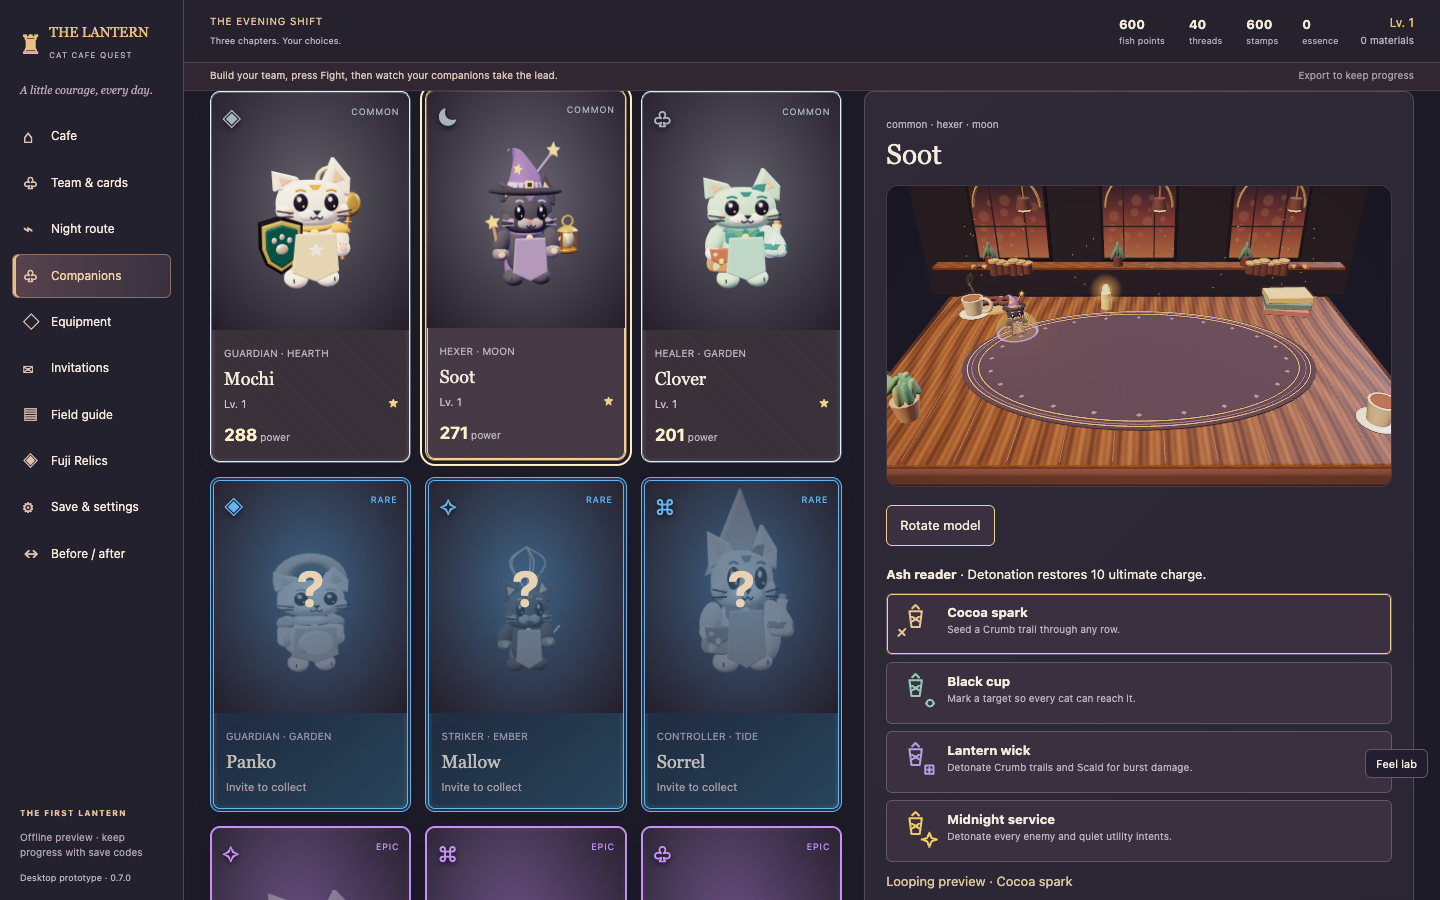 THE LANTERN
CAT CAFE QUEST
A little courage, every day.
Cafe
Team & cards
Night route
Companions
Equipment
Invitations
Field guide
Fuji Relics
Save & settings
Before / after
THE FIRST LANTERN
Offline preview · keep
progress with save codes
Desktop prototype · 0.7.0
THE EVENING SHIFT
Three chapters. Your choices.
600
fish points
40
threads
600
stamps
0
essence
Lv. 1
0 materials
Build your team, press Fight, then watch your companions take the lead.
Export to keep progress
COMMON
GUARDIAN · HEARTH
Mochi
Lv. 1
288 power
COMMON
HEXER · MOON
Soot
Lv. 1
271 power
COMMON
HEALER · GARDEN
Clover
Lv. 1
201 power
RARE
?
GUARDIAN · GARDEN
Panko
Invite to collect
RARE
?
STRIKER · EMBER
Mallow
Invite to collect
RARE
?
CONTROLLER · TIDE
Sorrel
Invite to collect
EPIC
EPIC
EPIC
common · hexer · moon
Soot
Rotate model
Ash reader · Detonation restores 10 ultimate charge.
Cocoa spark
Seed a Crumb trail through any row.
Black cup
Mark a target so every cat can reach it.
Lantern wick
Detonate Crumb trails and Scald for burst damage.
Feel lab
Midnight service
Detonate every enemy and quiet utility intents.
Looping preview · Cocoa spark